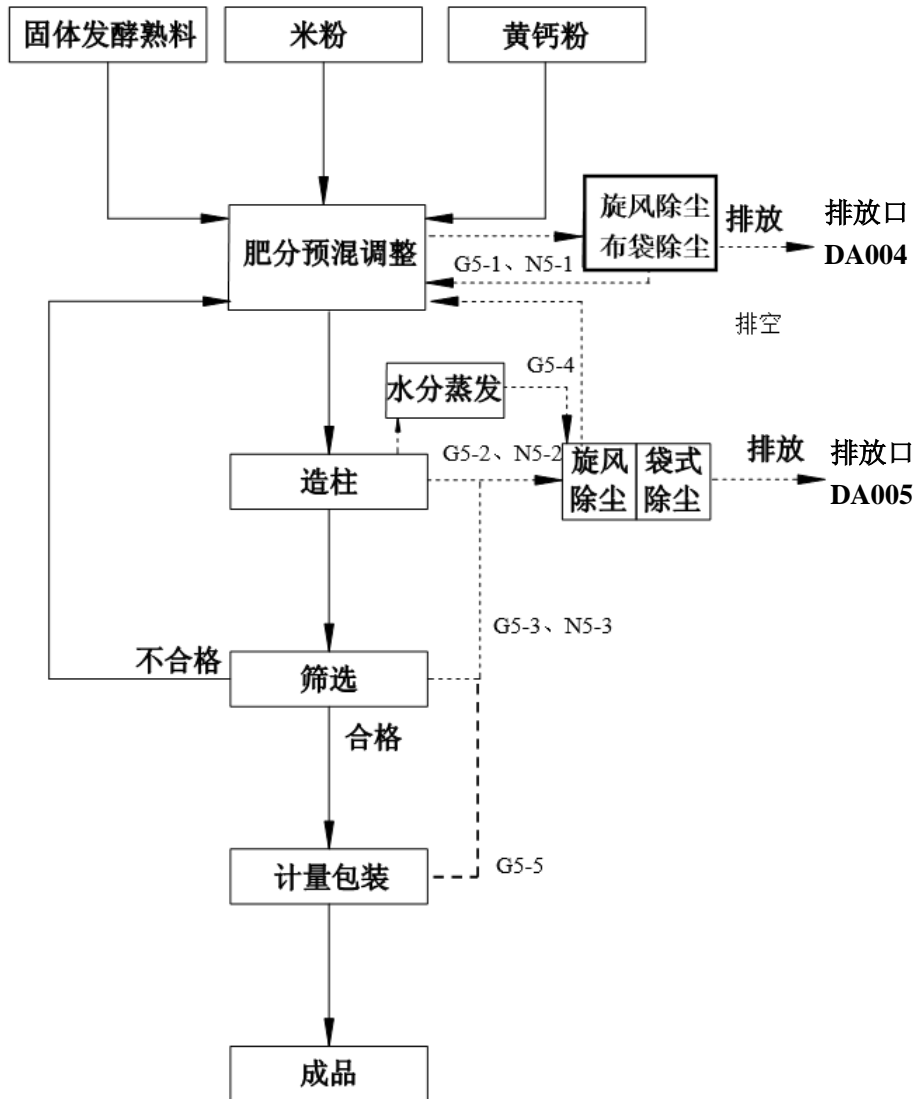 固体发酵熟料
米粉
黄钙粉
肥分预混调整
旋风除尘
布袋除尘
排放
排放口
DA004
G5-1、N5-1
排空
水分蒸发
G5-4
造柱
G5-2、N5-2
旋风
除尘
袋式
除尘
排放
排放口
DA005
G5-3、N5-3
不合格
筛选
合格
计量包装
G5-5
成品